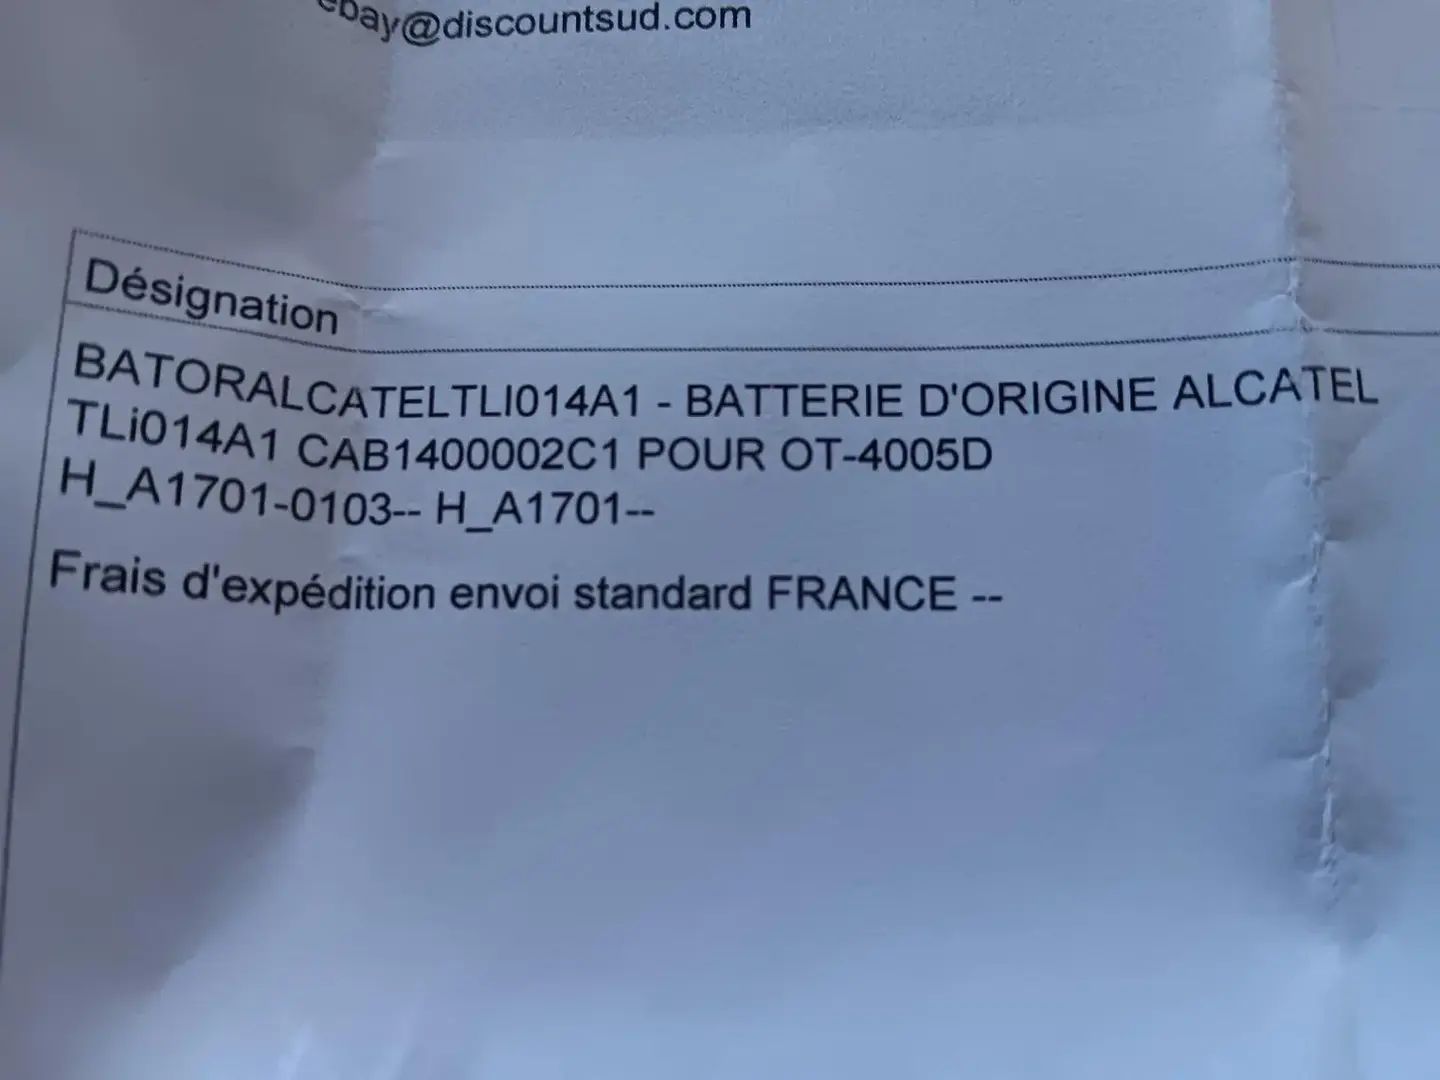 ebay@discountsud.com
Désignation
BATORALCATELTLI014A1 - BATTERIE D'ORIGINE ALCATEL
TLi014A1 CAB1400002C1 POUR OT-4005D
H_A1701-0103-- H_A1701--
Frais d'expédition envoi standard FRANCE --